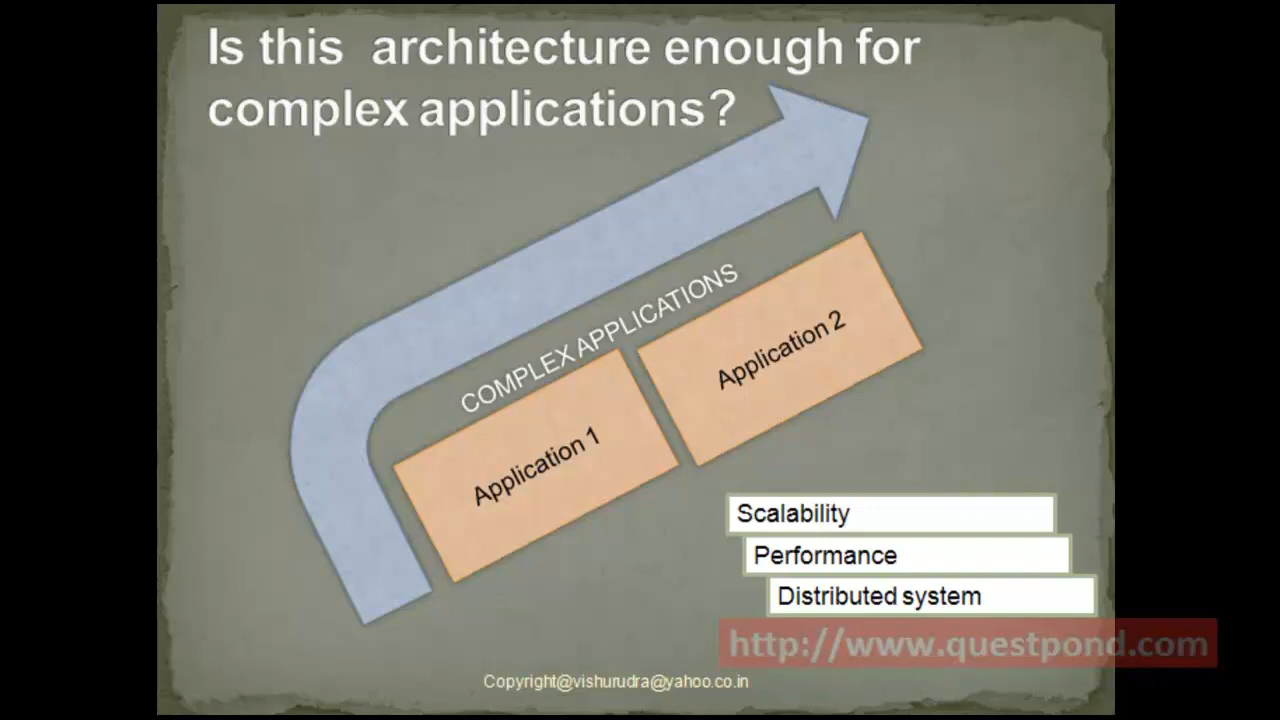 Is this architecture enough for
complex applications?
COMPLEX APPLICATIONS
Application 1
Application 2
Scalability
Performance
Distributed system
http://www.questpond.com
Copyright@vishurudra@yahoo.co.in